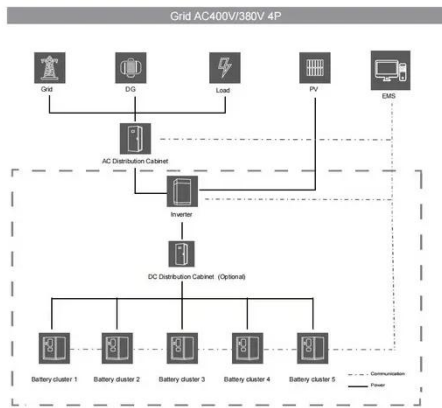 Grid AC400V/380V 4P
Grid
DG
Load
PV
EMS
AC Distribution Cabinet
Inverter
DC Distribution Cabinet (Optional)
Battery cluster 1
Battery cluster 2
Battery cluster 3
Battery cluster 4
Battery cluster 5
Communication
Power